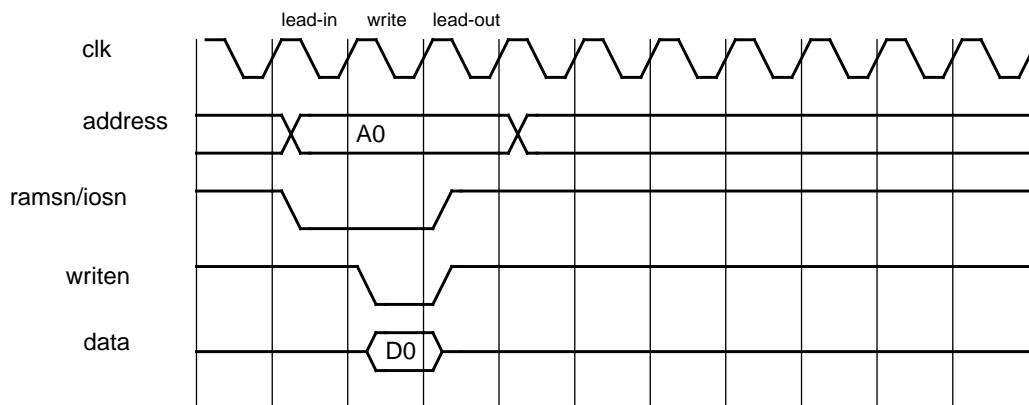 lead-in write lead-out
clk
address A0
ramsn/iosn
writen
data D0